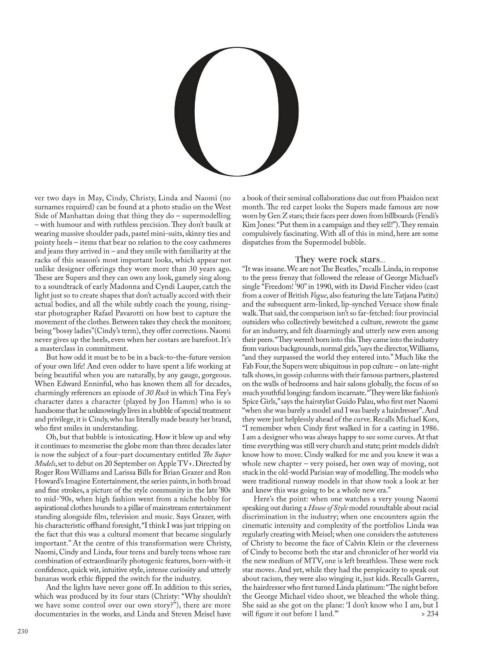 O
ver two days in May, Cindy, Christy, Linda and Naomi (no
surnames required) can be found at a photo studio on the West
Side of Manhattan doing that thing they do – supermodelling
– with humour and with ruthless precision. They don't baulk at
wearing massive shoulder pads, pastel mini-suits, skinny ties and
pointy heels – items that bear no relation to the cosy cashmeres
and jeans they arrived in – and they smile with familiarity at the
racks of this season's most important looks, which appear not
unlike designer offerings they wore more than 30 years ago.
These are Supers and they can own any look, gamely sing along
to a soundtrack of early Madonna and Cyndi Lauper, catch the
light just so to create shapes that don't actually accord with their
actual bodies, and all the while subtly coach the young, rising-
star photographer Rafael Pavarotti on how best to capture the
movement of the clothes. Between takes they check the monitors;
being "bossy ladies" (Cindy's term), they offer corrections. Naomi
never gives up the heels, even when her costars are barefoot. It's
a masterclass in commitment.
But how odd it must be to be in a back-to-the-future version
of your own life! And even odder to have spent a life working at
being beautiful when you are naturally, by any gauge, gorgeous.
When Edward Enninful, who has known them all for decades,
charmingly references an episode of 30 Rock in which Tina Fey's
character dates a character (played by Jon Hamm) who is so
handsome that he unknowingly lives in a bubble of special treatment
and privilege, it is Cindy, who has literally made beauty her brand,
who first smiles in understanding.
Oh, but that bubble is intoxicating. How it blew up and why
it continues to mesmerise the globe more than three decades later
is now the subject of a four-part documentary entitled The Super
Models, set to debut on 20 September on Apple TV+. Directed by
Roger Ross Williams and Larissa Bills for Brian Grazer and Ron
Howard's Imagine Entertainment, the series paints, in both broad
and fine strokes, a picture of the style community in the late '80s
to mid-'90s, when high fashion went from a niche hobby for
aspirational clothes hounds to a pillar of mainstream entertainment
standing alongside film, television and music. Says Grazer, with
his characteristic offhand foresight, "I think I was just tripping on
the fact that this was a cultural moment that became singularly
important." At the centre of this transformation were Christy,
Naomi, Cindy and Linda, four teens and barely teens whose rare
combination of extraordinarily photogenic features, born-with-it
confidence, quick wit, intuitive style, intense curiosity and utterly
bananas work ethic flipped the switch for the industry.
And the lights have never gone off. In addition to this series,
which was produced by its four stars (Christy: "Why shouldn't
we have some control over our own story?"), there are more
documentaries in the works, and Linda and Steven Meisel have
a book of their seminal collaborations due out from Phaidon next
month. The red carpet looks the Supers made famous are now
worn by Gen Z stars; their faces peer down from billboards (Fendi's
Kim Jones: "Put them in a campaign and they sell!"). They remain
compulsively fascinating. With all of this in mind, here are some
dispatches from the Supermodel bubble.
They were rock stars...
"It was insane. We are not The Beatles," recalls Linda, in response
to the press frenzy that followed the release of George Michael's
single "Freedom! '90" in 1990, with its David Fincher video (cast
from a cover of British Vogue, also featuring the late Tatjana Patitz)
and the subsequent arm-linked, lip-synched Versace show finale
walk. That said, the comparison isn't so far-fetched: four provincial
outsiders who collectively bewitched a culture, rewrote the game
for an industry, and felt disarmingly and utterly new even among
their peers. "They weren't born into this. They came into the industry
from various backgrounds, normal girls," says the director, Williams,
"and they surpassed the world they entered into." Much like the
Fab Four, the Supers were ubiquitous in pop culture – on late-night
talk shows, in gossip columns with their famous partners, plastered
on the walls of bedrooms and hair salons globally, the focus of so
much youthful longing: fandom incarnate. "They were like fashion's
Spice Girls," says the hairstylist Guido Palau, who first met Naomi
"when she was barely a model and I was barely a hairdresser". And
they were just helplessly ahead of the curve. Recalls Michael Kors,
"I remember when Cindy first walked in for a casting in 1986.
I am a designer who was always happy to see some curves. At that
time everything was still very church and state; print models didn't
know how to move. Cindy walked for me and you knew it was a
whole new chapter – very poised, her own way of moving, not
stuck in the old-world Parisian way of modelling. The models who
were traditional runway models in that show took a look at her
and knew this was going to be a whole new era."
Here's the point: when one watches a very young Naomi
speaking out during a House of Style model roundtable about racial
discrimination in the industry; when one encounters again the
cinematic intensity and complexity of the portfolios Linda was
regularly creating with Meisel; when one considers the astuteness
of Christy to become the face of Calvin Klein or the cleverness
of Cindy to become both the star and chronicler of her world via
the new medium of MTV, one is left breathless. These were rock
star moves. And yet, while they had the perspicacity to speak out
about racism, they were also winging it, just kids. Recalls Garren,
the hairdresser who first turned Linda platinum: "The night before
the George Michael video shoot, we bleached the whole thing.
She said as she got on the plane: 'I don't know who I am, but I
will figure it out before I land.'" > 234
230